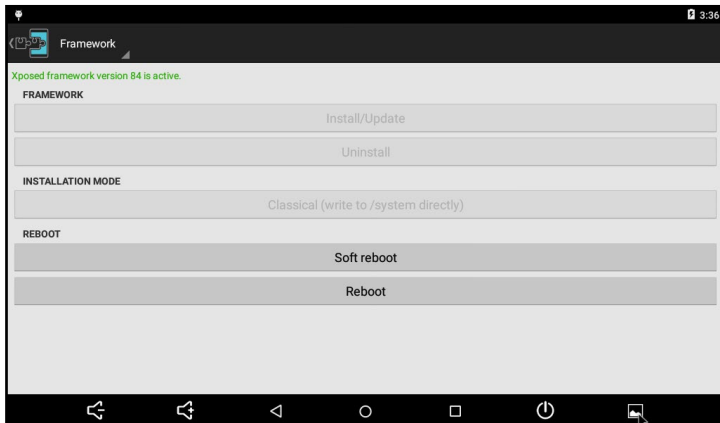 3:36
Framework
Xposed framework version 84 is active.
FRAMEWORK
Install/Update
Uninstall
INSTALLATION MODE
Classical (write to /system directly)
REBOOT
Soft reboot
Reboot